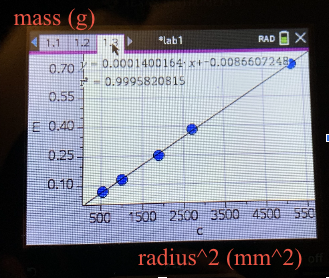 mass (g)
1.1 1.2 1.3 *lab1 RAD
y = 0.0001400164·x+-0.0086607248
r² = 0.9995820815
0.70
0.55
m 0.40
0.25
0.10
500 1500 2500 3500 4500 550
c
radius^2 (mm^2)